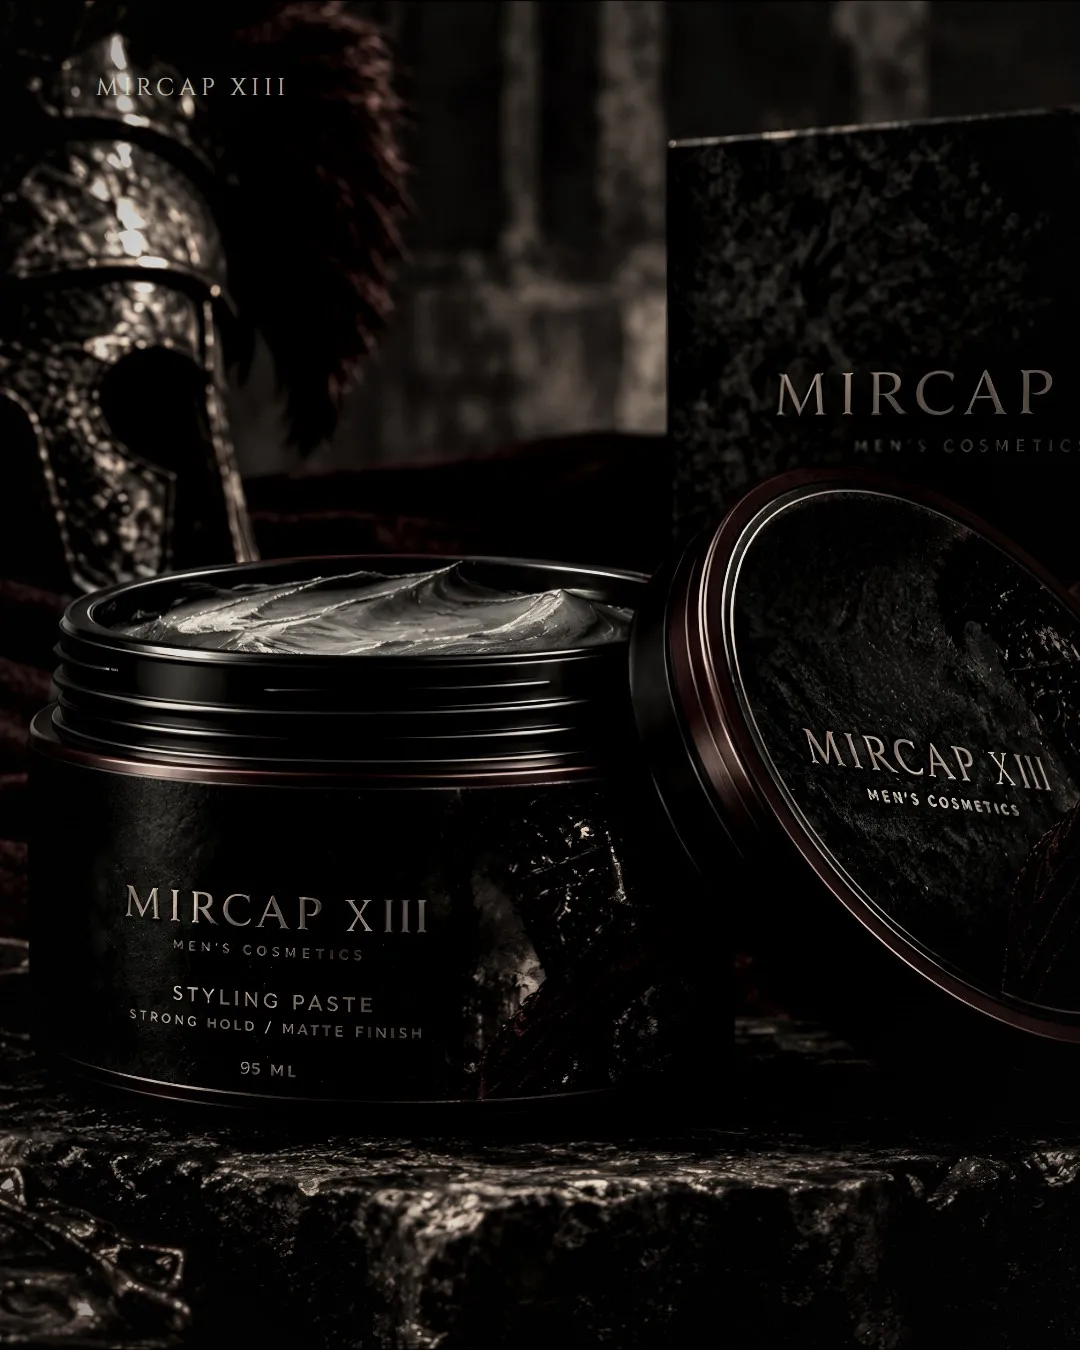 MIRCAP XIII
MIRCAP
MEN'S COSMETICS
MIRCAP XIII
MEN'S COSMETICS
MIRCAP XIII
MEN'S COSMETICS
STYLING PASTE
STRONG HOLD / MATTE FINISH
95 ML